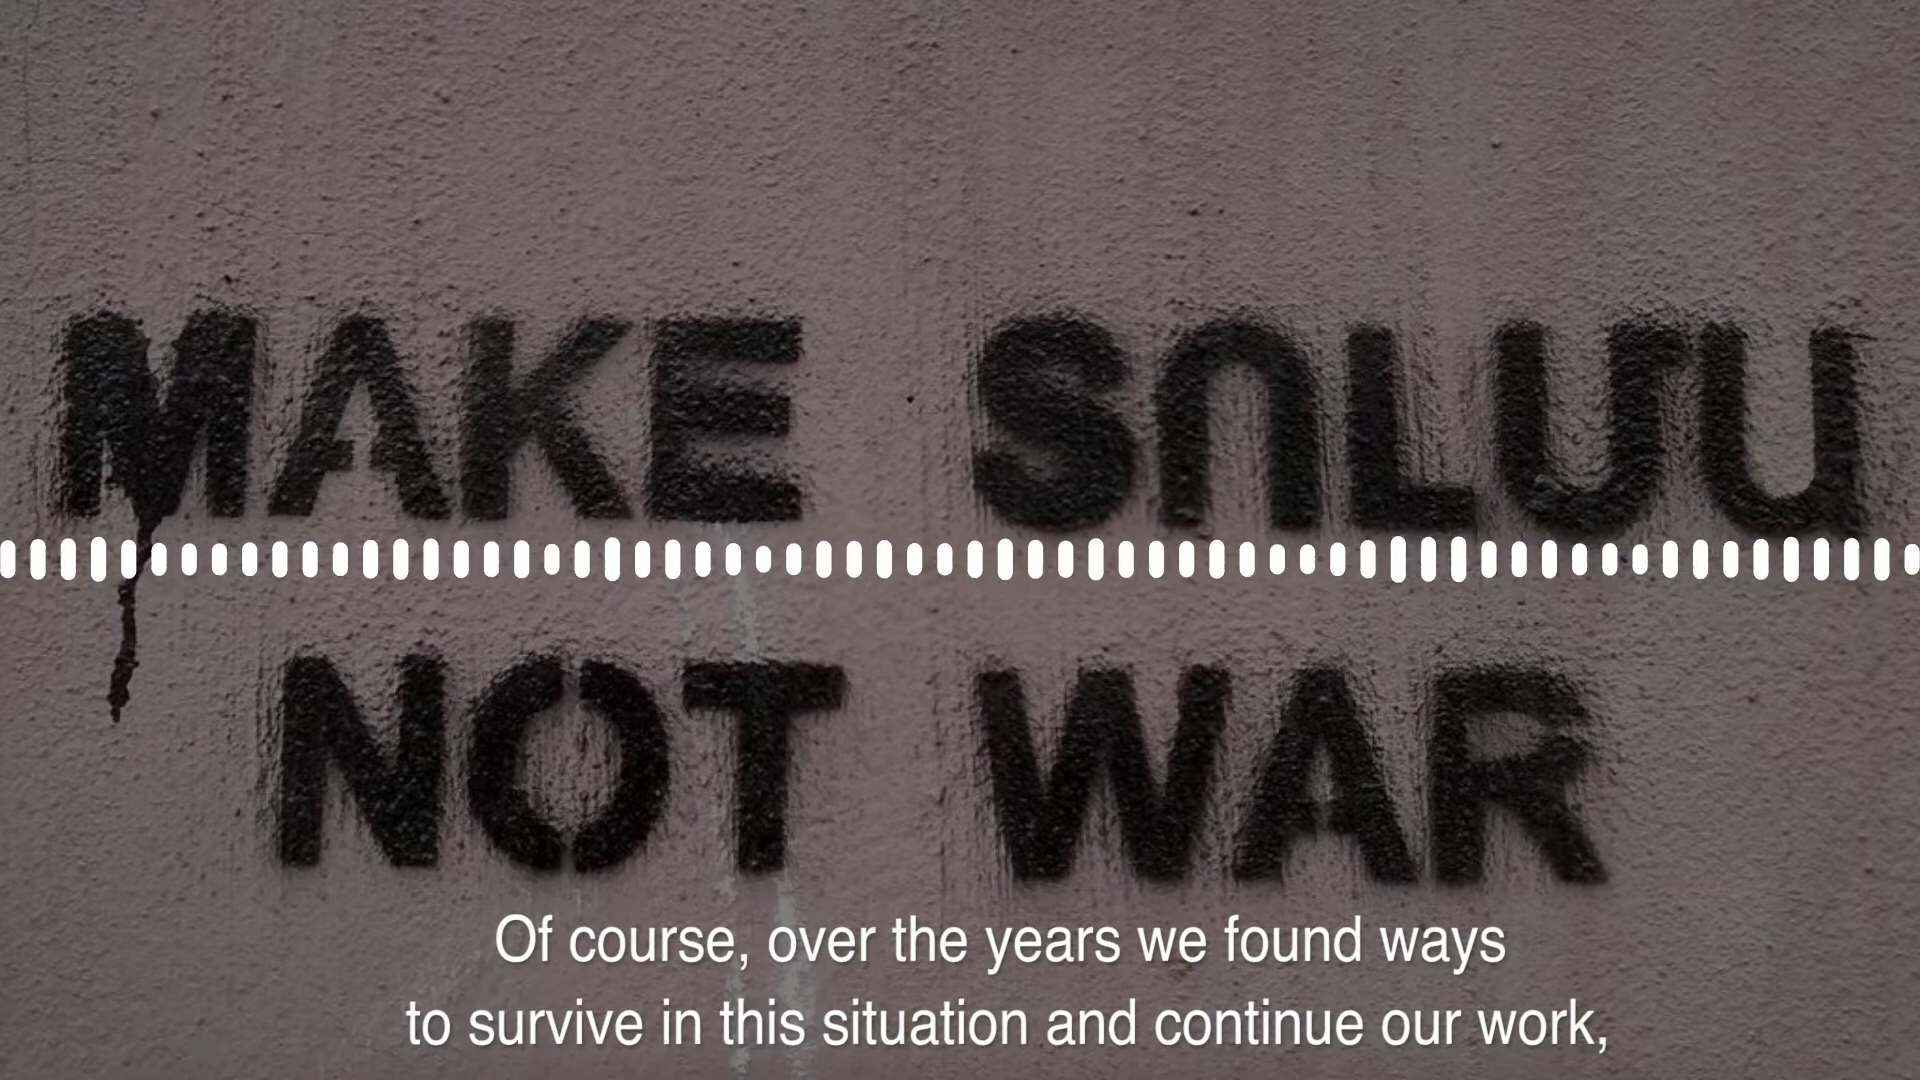 MAKE ՏՈԼՄԱ
NOT WAR
Of course, over the years we found ways
to survive in this situation and continue our work,